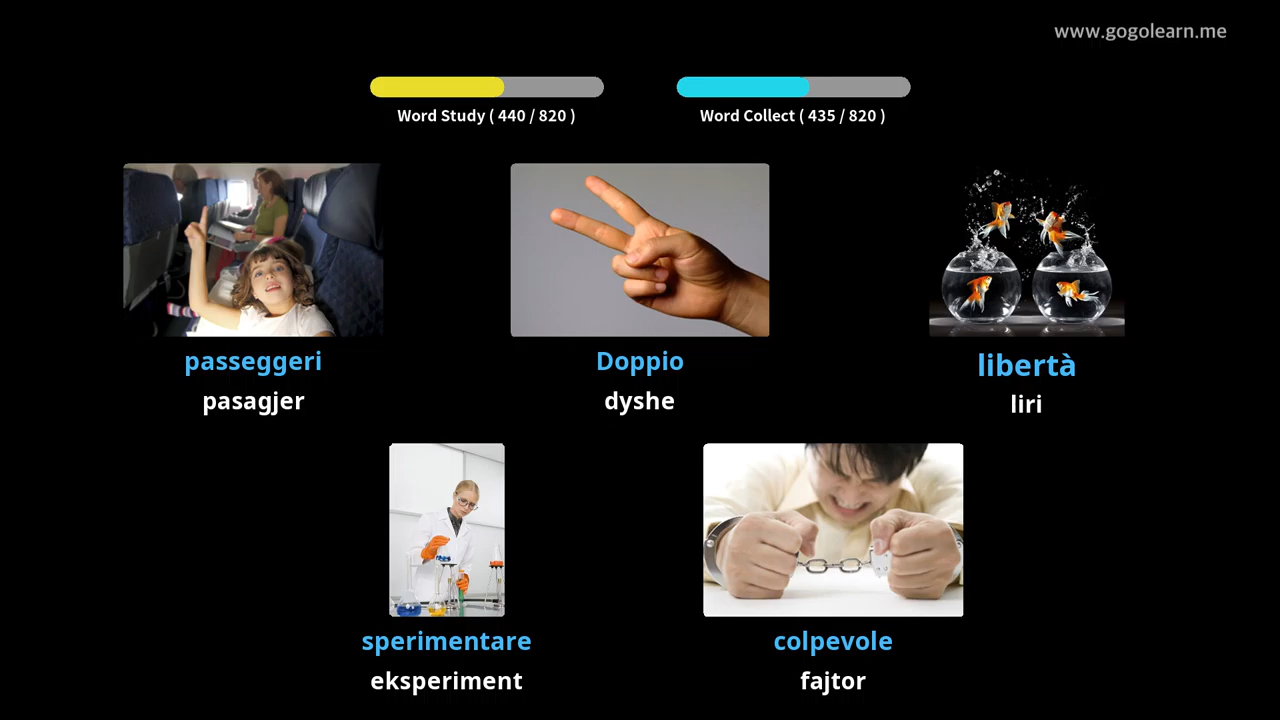 www.gogolearn.me
Word Study ( 440 / 820 )
Word Collect ( 435 / 820 )
passeggeri
pasagjer
Doppio
dyshe
libertà
liri
sperimentare
eksperiment
colpevole
fajtor